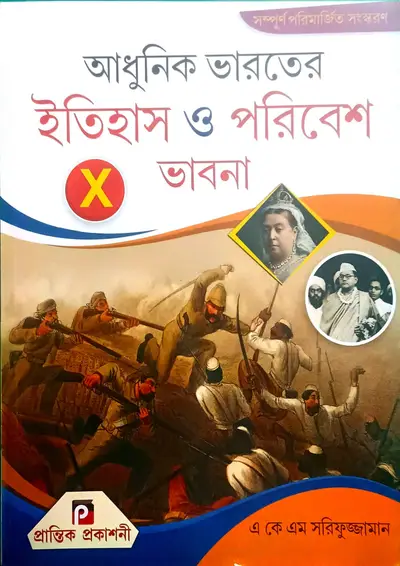 সম্পূর্ণ পরিমার্জিত সংস্করণ
আধুনিক ভারতের
ইতিহাস ও পরিবেশ
ভাবনা
X
P
প্রান্তিক প্রকাশনী
এ কে এম সরিফুজ্জামান